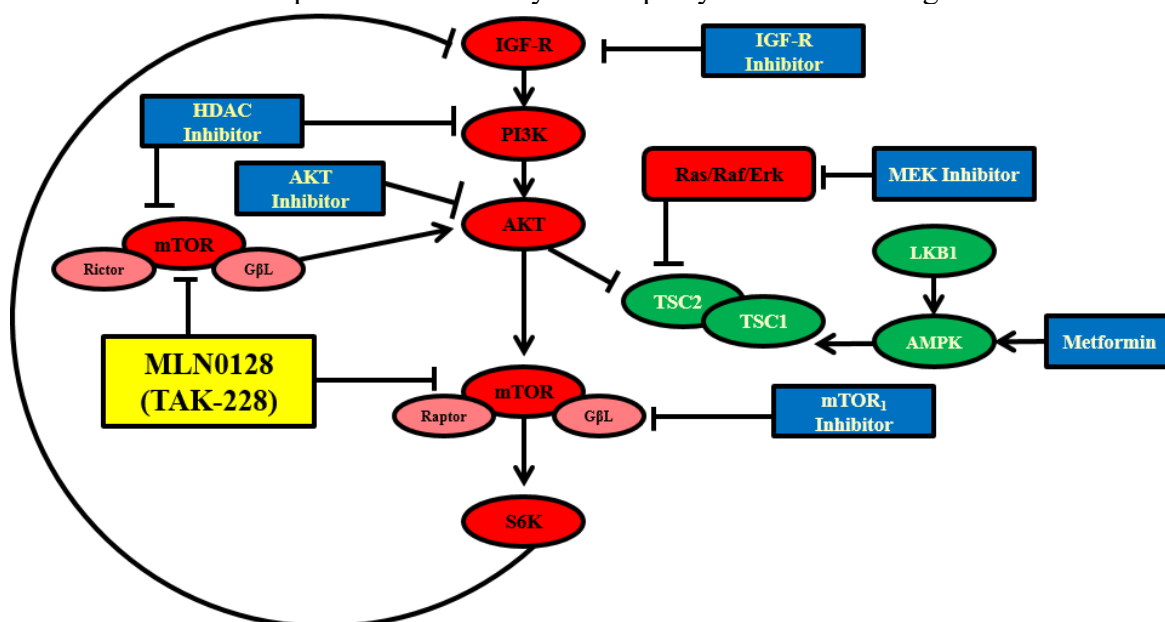 IGF-R
IGF-R
Inhibitor
HDAC
Inhibitor
PI3K
Ras/Raf/Erk
MEK Inhibitor
AKT
Inhibitor
AKT
mTOR
Rictor
GβL
LKB1
TSC2
TSC1
AMPK
Metformin
MLN0128
(TAK-228)
mTOR
Raptor
GβL
mTOR₁
Inhibitor
S6K